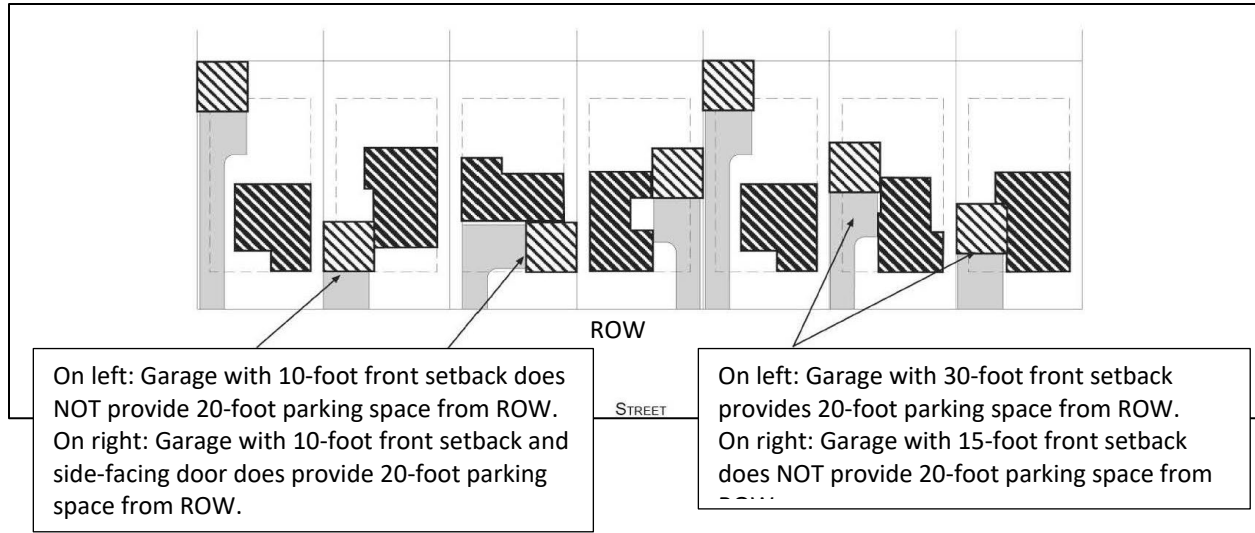 ROW
On left: Garage with 10-foot front setback does
NOT provide 20-foot parking space from ROW.
On right: Garage with 10-foot front setback and
side-facing door does provide 20-foot parking
space from ROW.
STREET
On left: Garage with 30-foot front setback
provides 20-foot parking space from ROW.
On right: Garage with 15-foot front setback
does NOT provide 20-foot parking space from